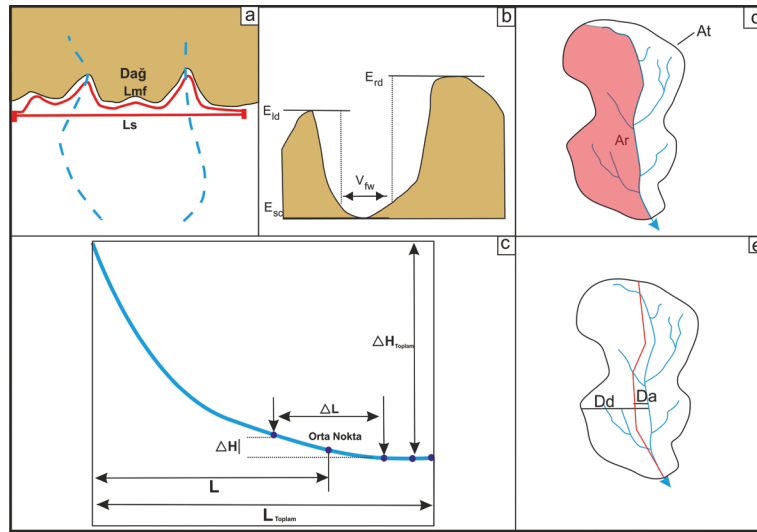 a
Dağ
Lmf
Ls
b
E_ld
E_rd
V_fw
E_sc
d
At
Ar
c
△H_Toplam
△L
△H|
Orta Nokta
L
L_Toplam
e
Dd
Da